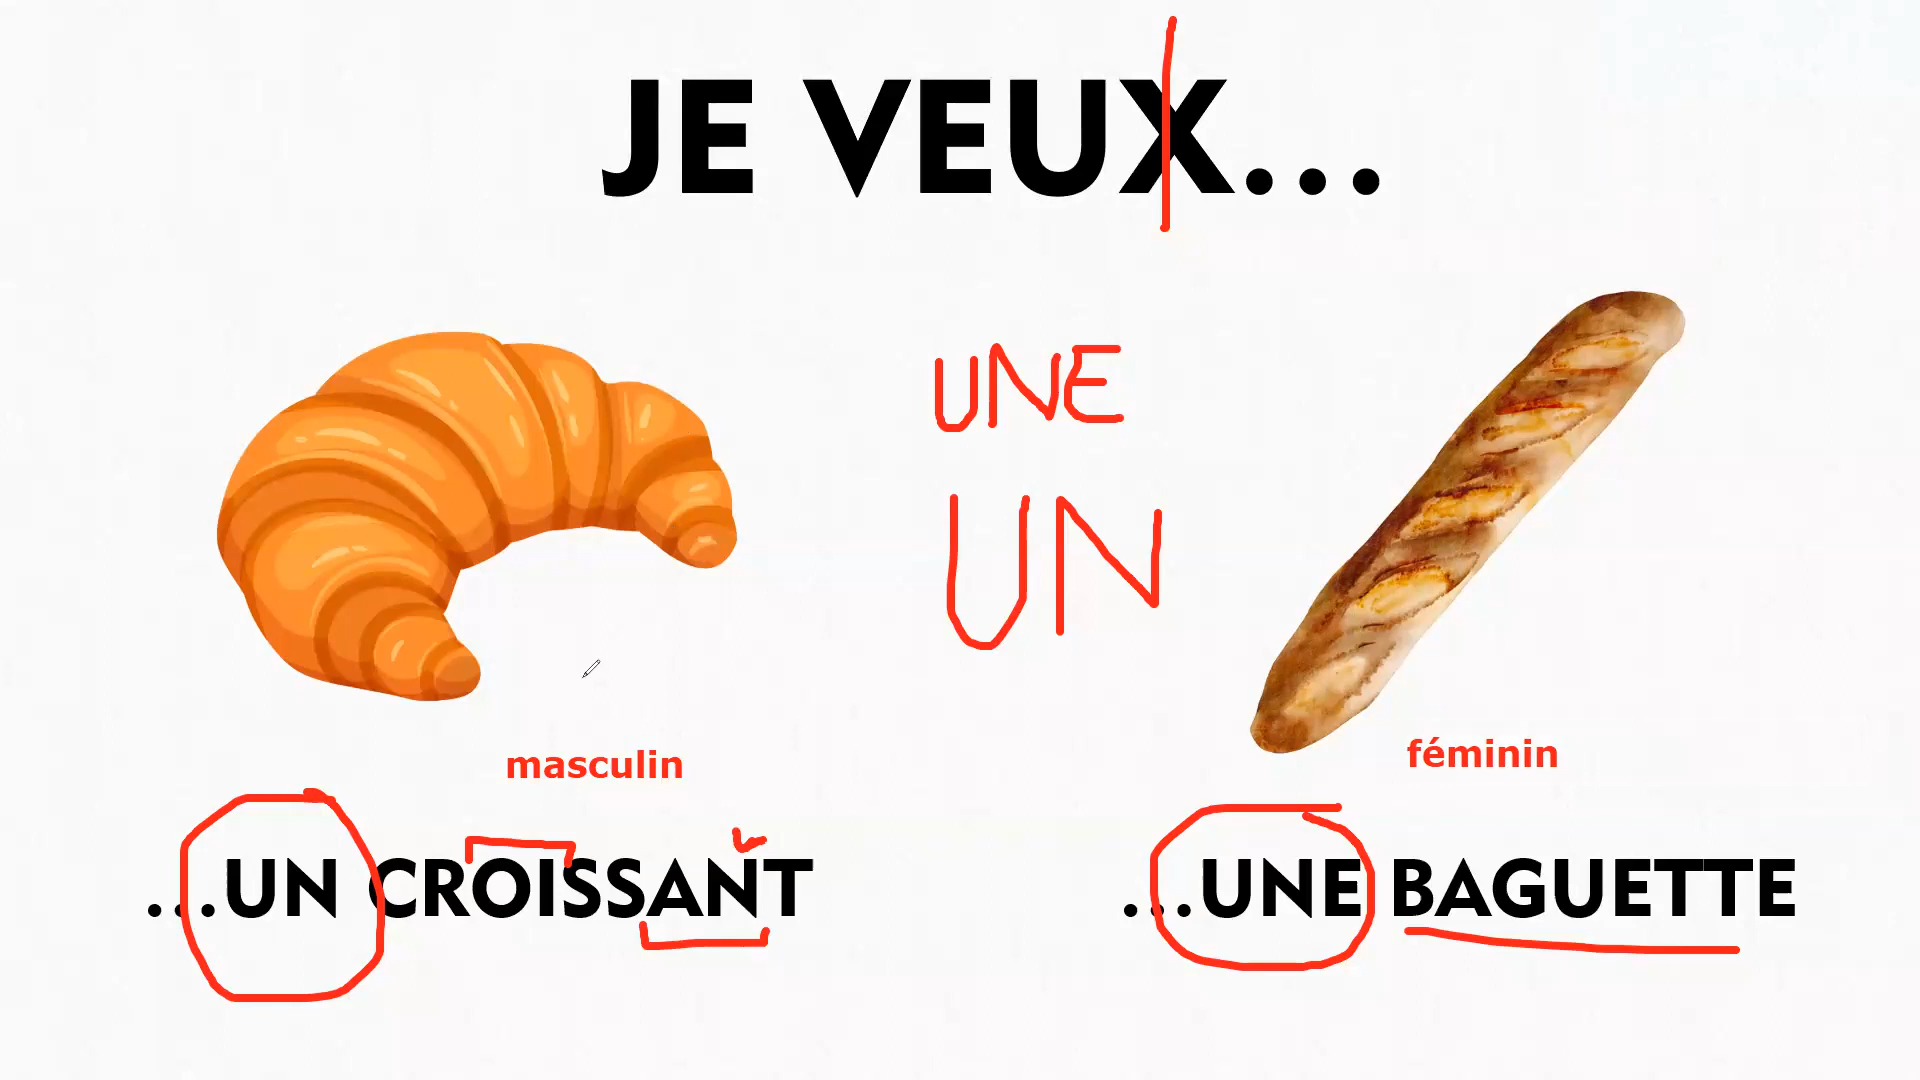 JE VEUX...
UNE
UN
masculin
féminin
...UN CROISSANT
...UNE BAGUETTE